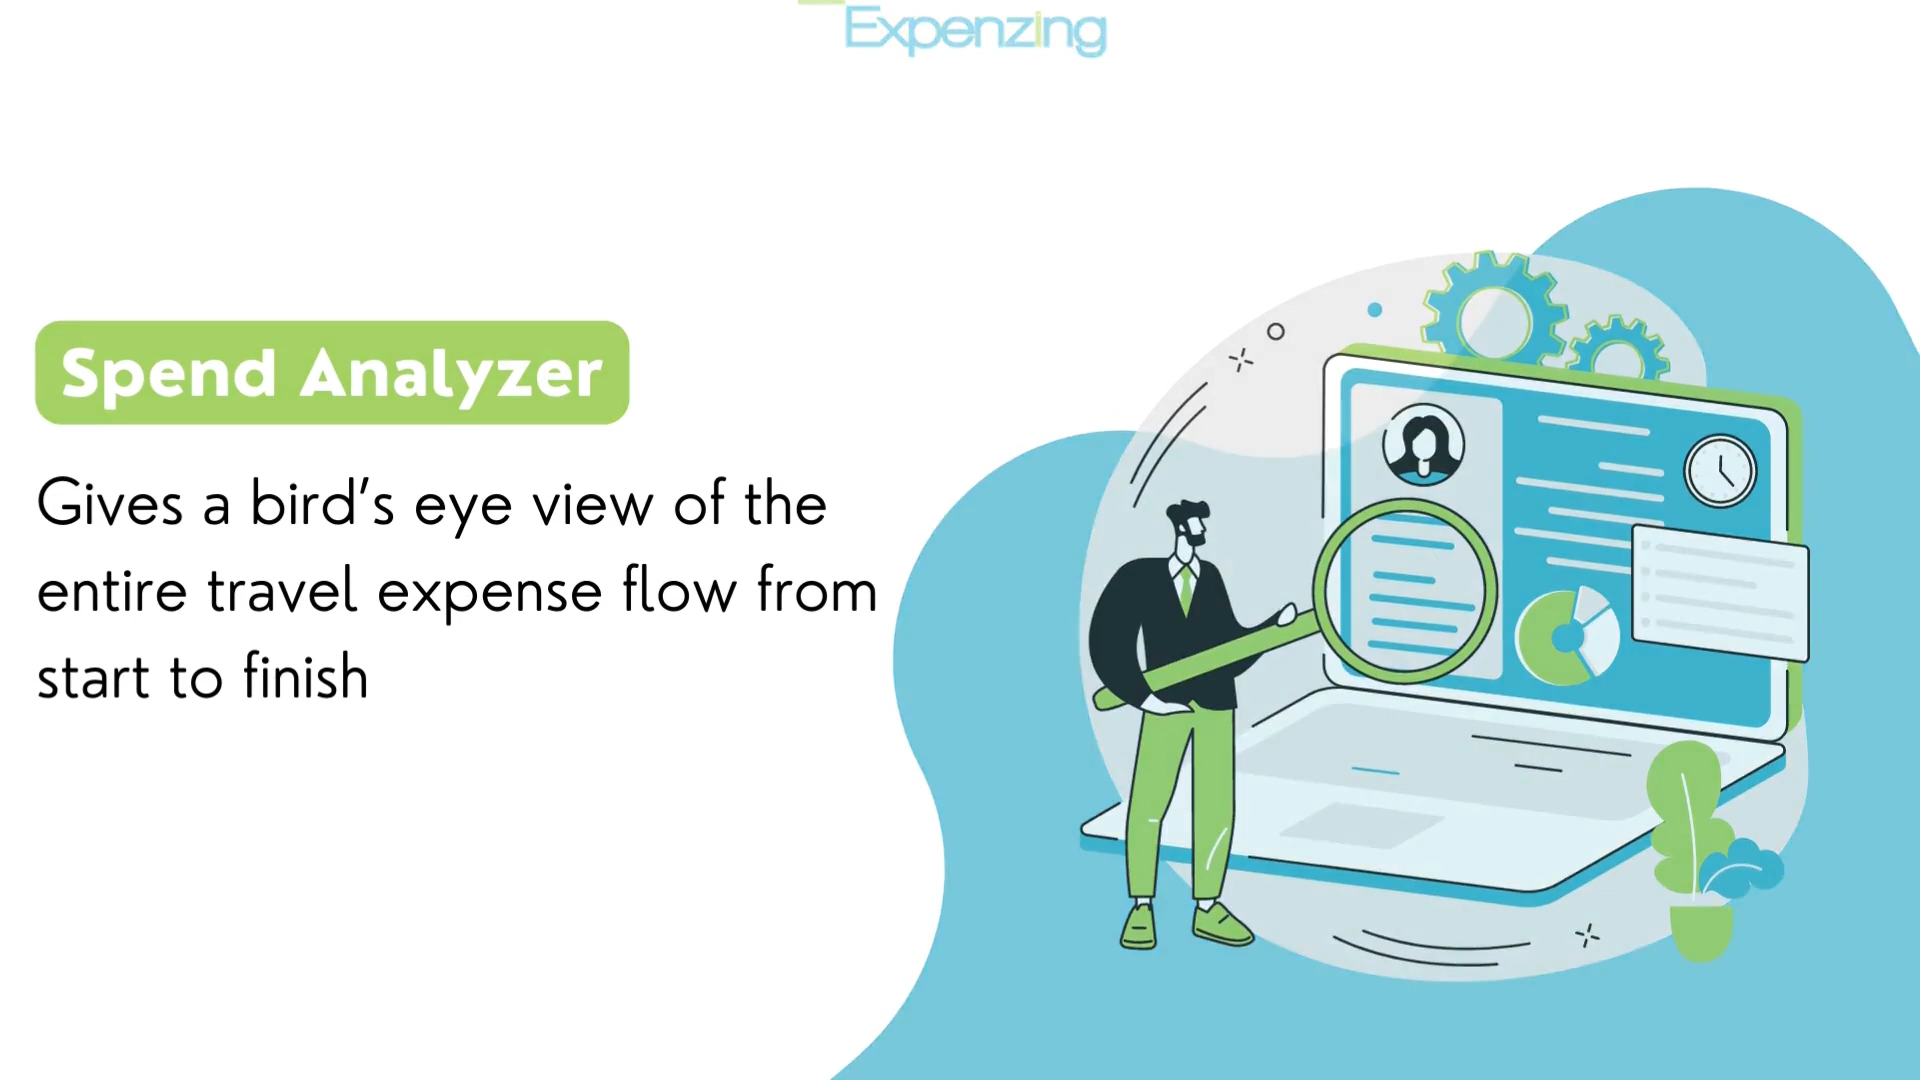 Expenzing
Spend Analyzer
Gives a bird’s eye view of the
entire travel expense flow from
start to finish